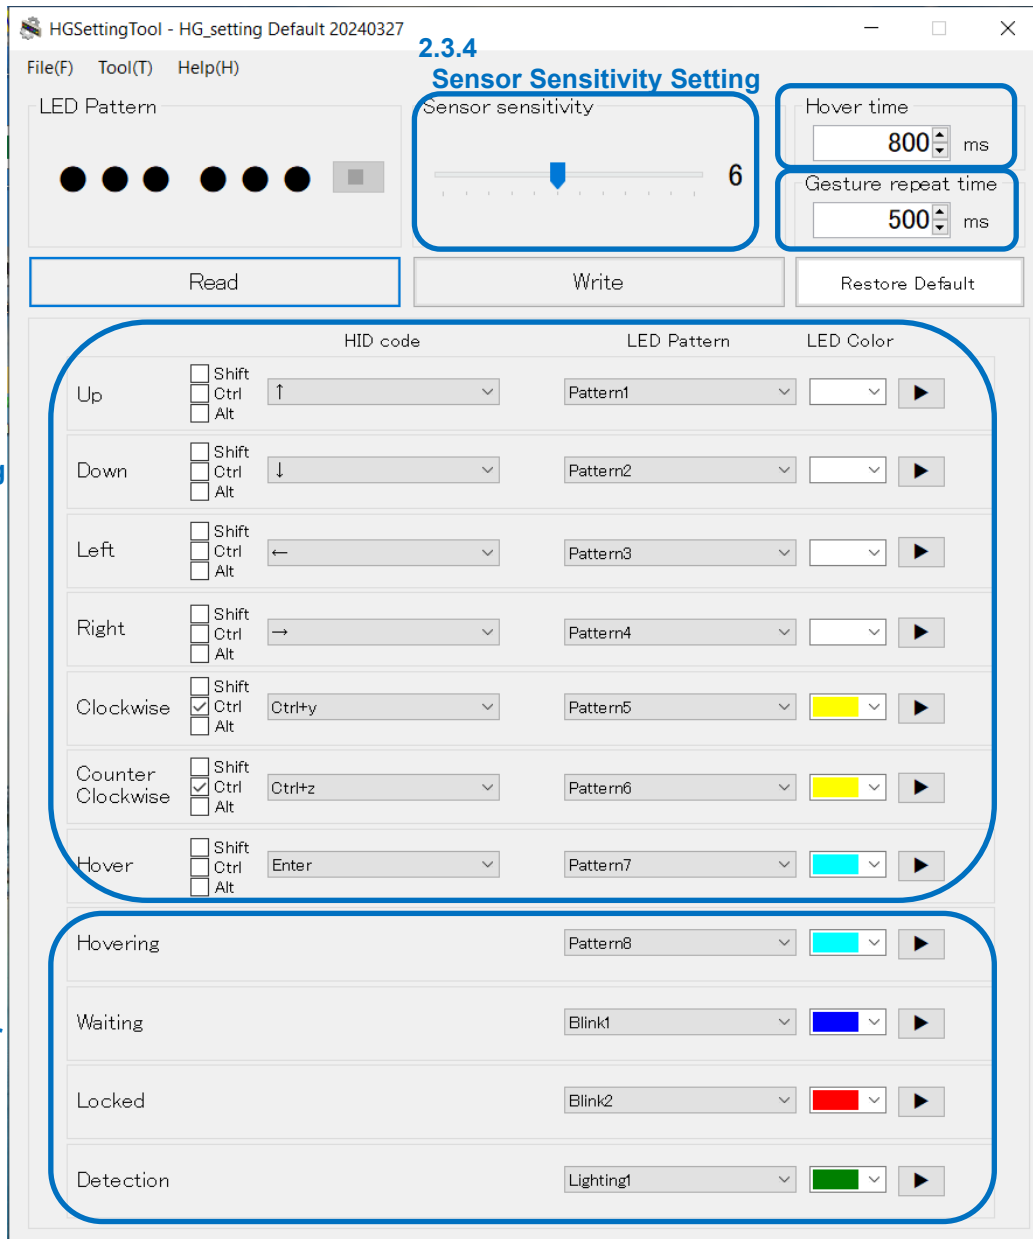 HGSettingTool - HG_setting Default 20240327
2.3.4
Sensor Sensitivity Setting
File(F) Tool(T) Help(H)
LED Pattern
Sensor sensitivity
6
Hover time
800 ms
Gesture repeat time
500 ms
Read Write Restore Default
HID code LED Pattern LED Color
Up
Shift
Ctrl
Alt
↑ Pattern1
Down
Shift
Ctrl
Alt
↓ Pattern2
Left
Shift
Ctrl
Alt
← Pattern3
Right
Shift
Ctrl
Alt
→ Pattern4
Clockwise
Shift
Ctrl
Alt
Ctrl+y Pattern5
Counter
Clockwise
Shift
Ctrl
Alt
Ctrl+z Pattern6
Hover
Shift
Ctrl
Alt
Enter Pattern7
Hovering Pattern8
Waiting Blink1
Locked Blink2
Detection Lighting1